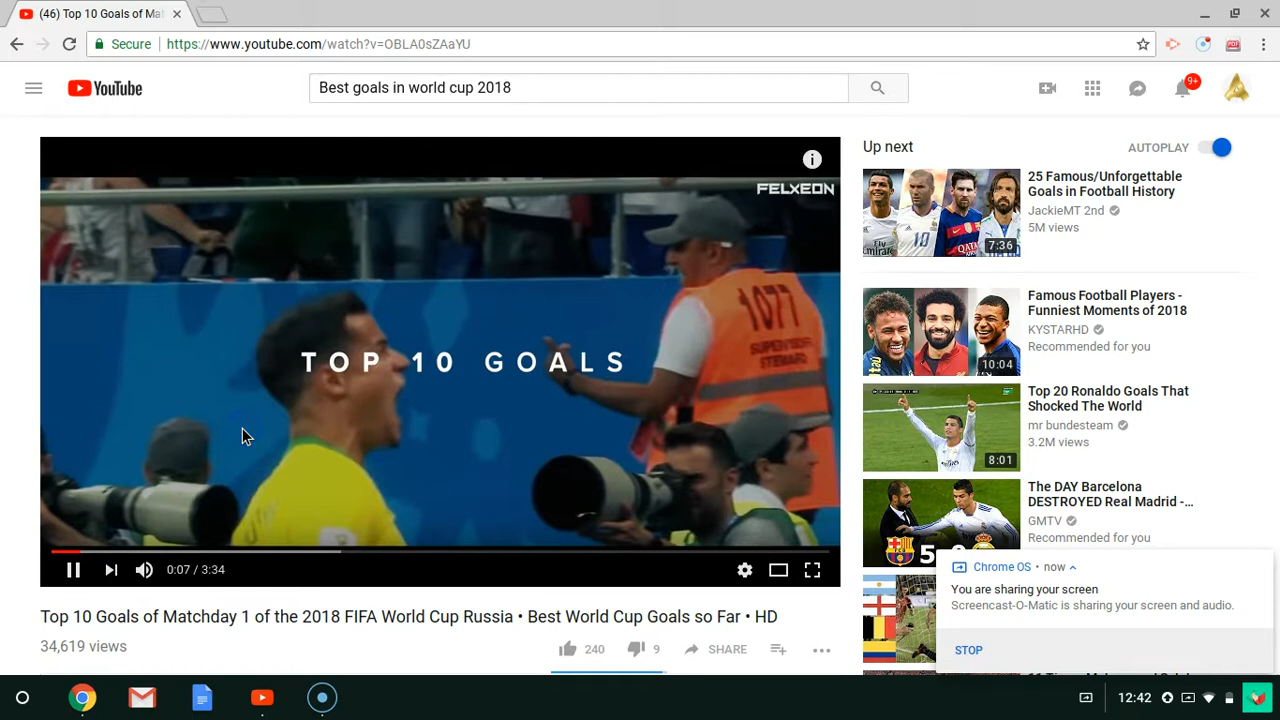 (46) Top 10 Goals of Mat
Secure
https://www.youtube.com/watch?v=OBLA0sZAaYU
YouTube
Best goals in world cup 2018
9+
FELXEON
1077
TOP 10 GOALS
0:07 / 3:34
Top 10 Goals of Matchday 1 of the 2018 FIFA World Cup Russia • Best World Cup Goals so Far • HD
34,619 views
240
9
SHARE
Up next
AUTOPLAY
25 Famous/Unforgettable
Goals in Football History
JackieMT 2nd
5M views
7:36
Famous Football Players -
Funniest Moments of 2018
KYSTARHD
Recommended for you
10:04
Top 20 Ronaldo Goals That
Shocked The World
mr bundesteam
3.2M views
8:01
The DAY Barcelona
DESTROYED Real Madrid -...
GMTV
Recommended for you
Chrome OS • now
You are sharing your screen
Screencast-O-Matic is sharing your screen and audio.
STOP
12:42